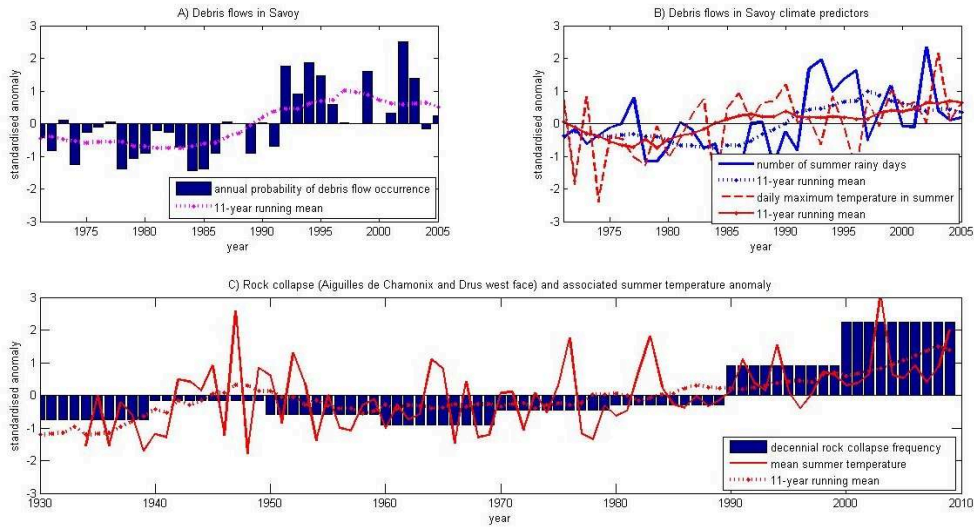 A) Debris flows in Savoy
standardised anomaly
3
2
1
0
-1
-2
-3
1975 1980 1985 1990 1995 2000 2005
year
annual probability of debris flow occurrence
11-year running mean
B) Debris flows in Savoy climate predictors
standardised anomaly
3
2
1
0
-1
-2
-3
1975 1980 1985 1990 1995 2000 2005
year
number of summer rainy days
11-year running mean
daily maximum temperature in summer
11-year running mean
C) Rock collapse (Aiguilles de Chamonix and Drus west face) and associated summer temperature anomaly
standardised anomaly
3
2
1
0
-1
-2
-3
1930 1940 1950 1960 1970 1980 1990 2000 2010
year
decennial rock collapse frequency
mean summer temperature
11-year running mean